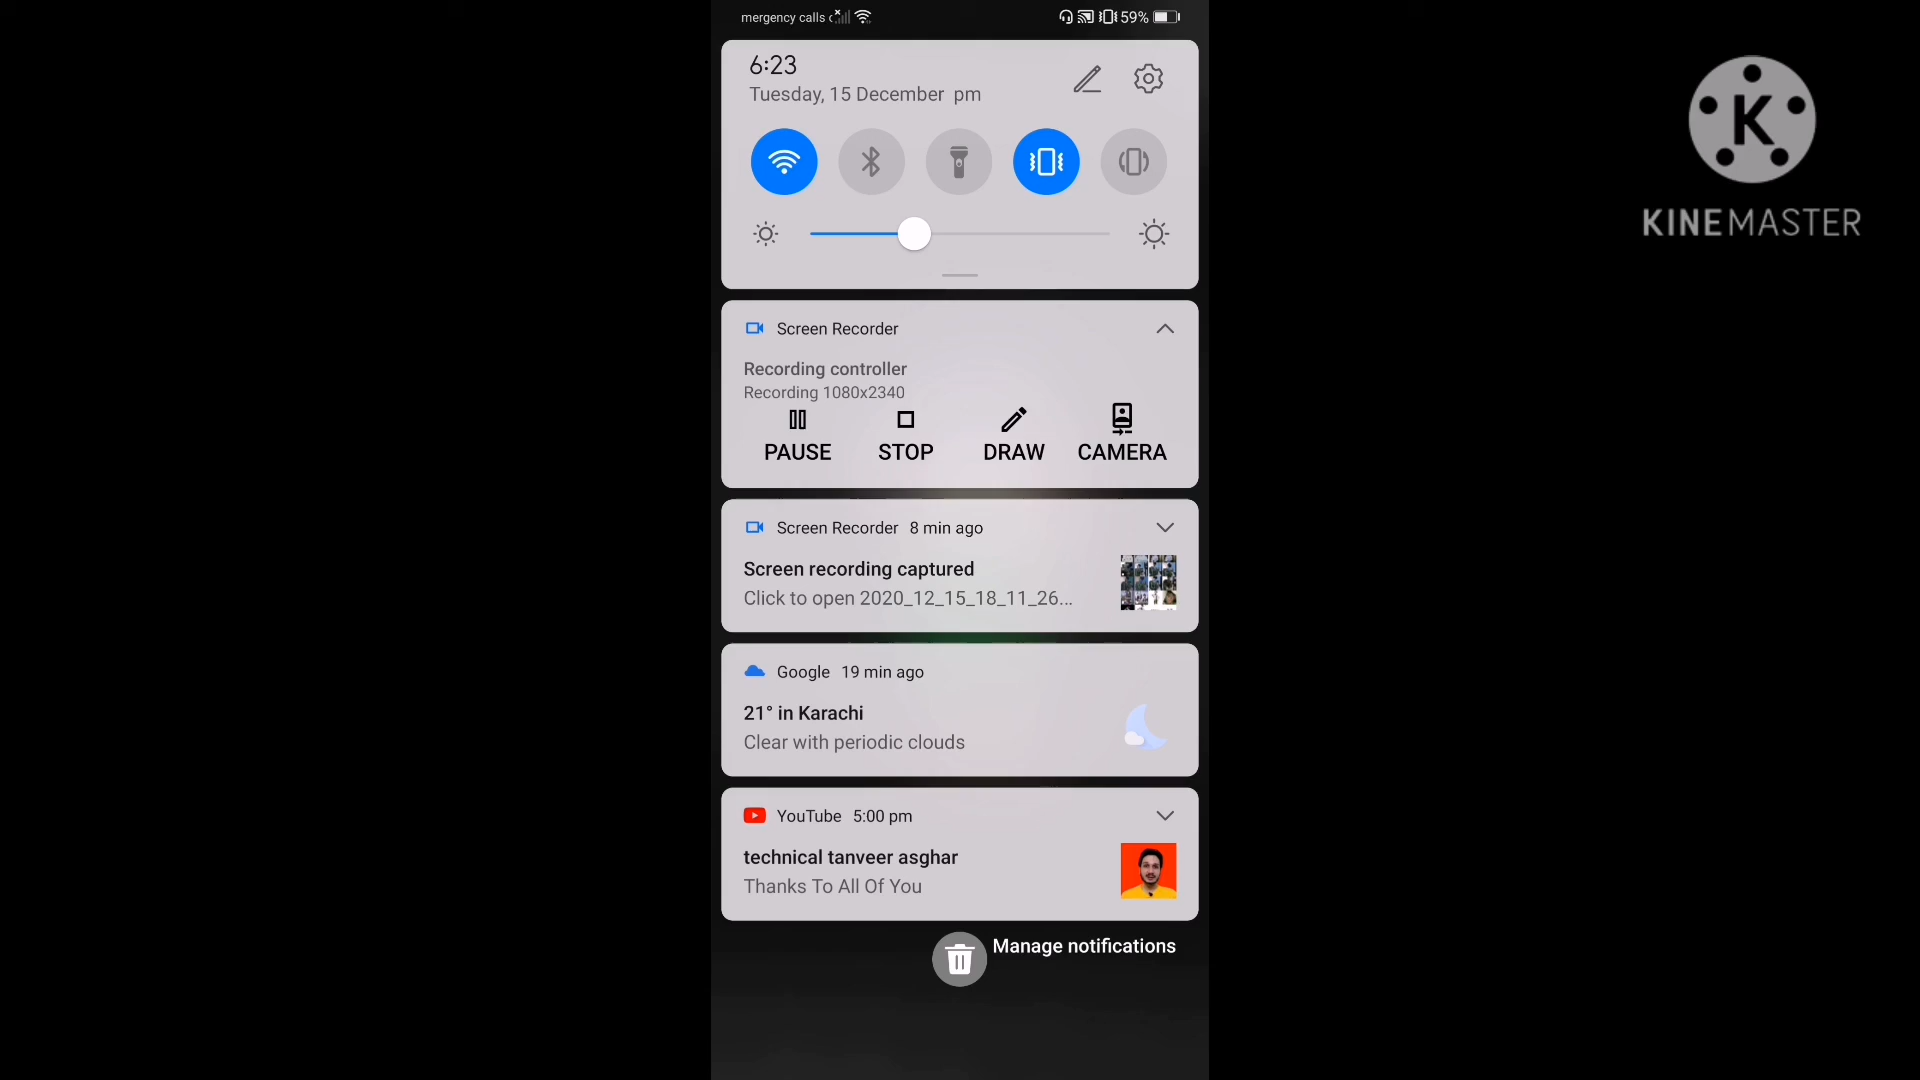 mergency calls
59%
K
KINEMASTER
6:23
Tuesday, 15 December pm
Screen Recorder
Recording controller
Recording 1080x2340
PAUSE STOP DRAW CAMERA
Screen Recorder 8 min ago
Screen recording captured
Click to open 2020_12_15_18_11_26...
Google 19 min ago
21° in Karachi
Clear with periodic clouds
YouTube 5:00 pm
technical tanveer asghar
Thanks To All Of You
Manage notifications